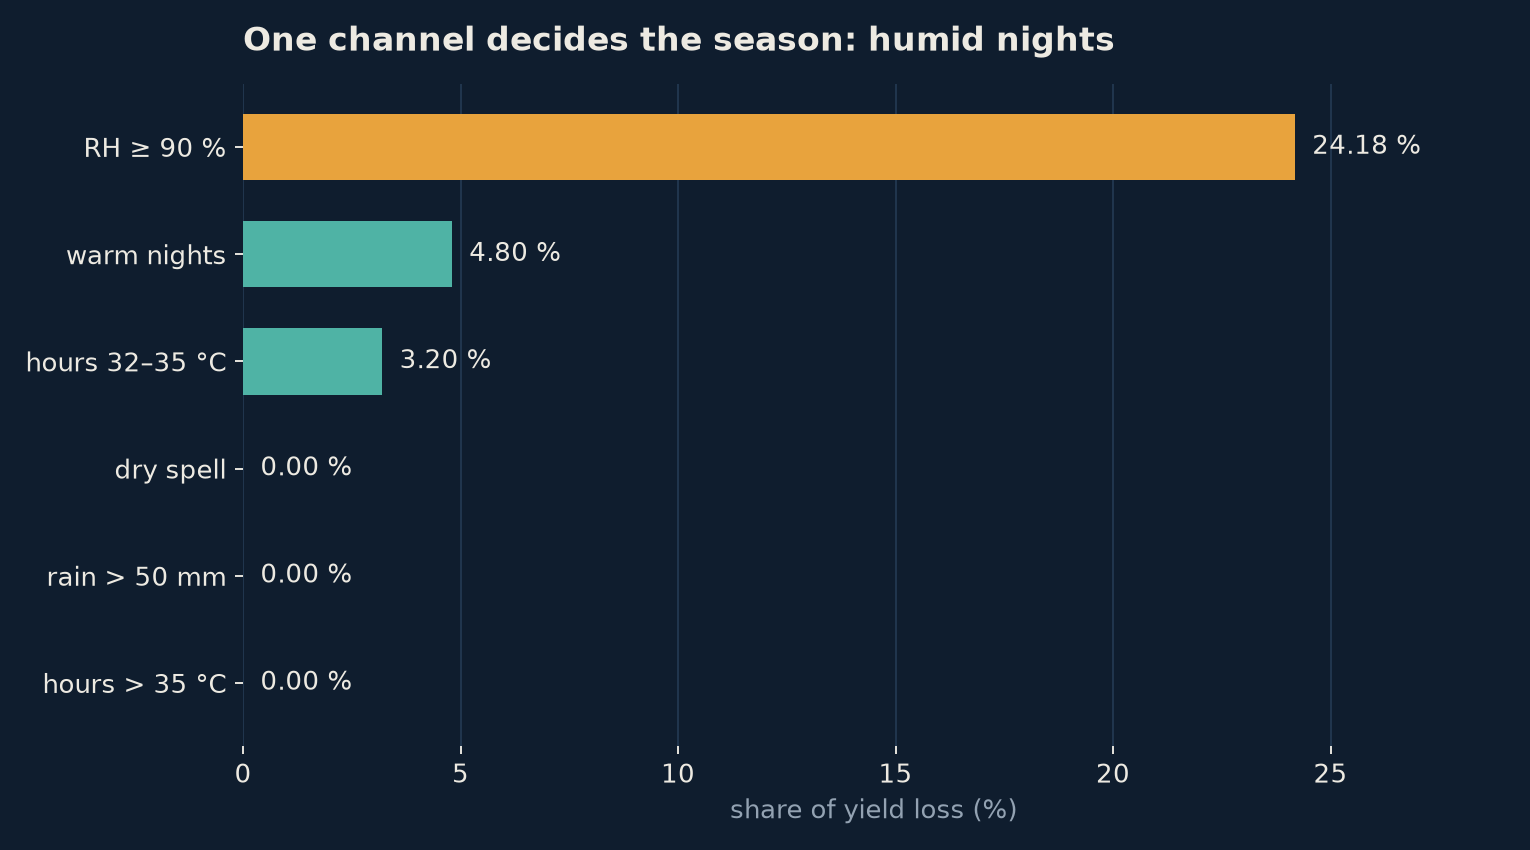 One channel decides the season: humid nights
RH ≥ 90 %
24.18 %
warm nights
4.80 %
hours 32–35 °C
3.20 %
dry spell
0.00 %
rain > 50 mm
0.00 %
hours > 35 °C
0.00 %
0 5 10 15 20 25
share of yield loss (%)